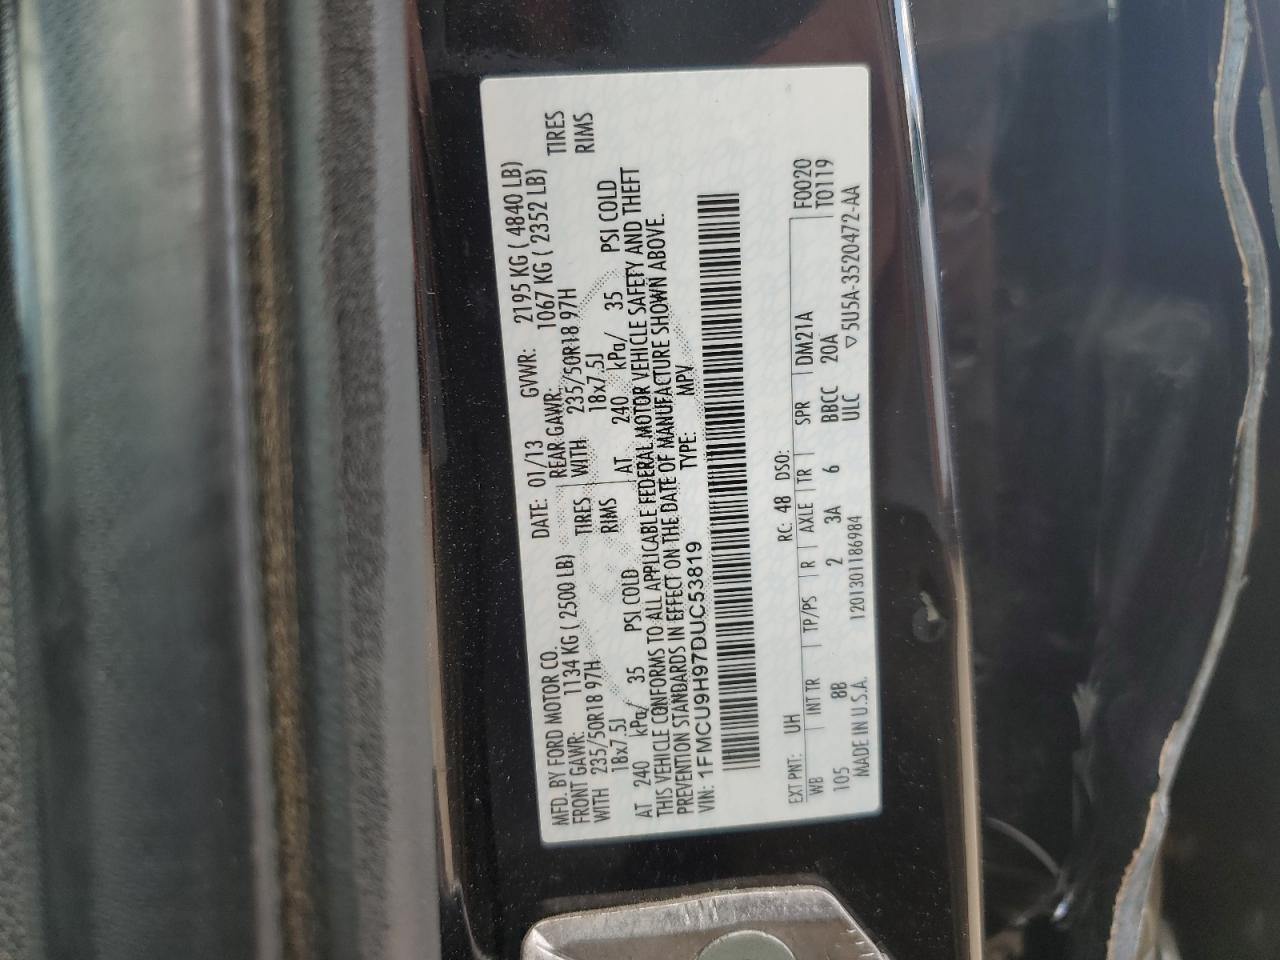 MFD. BY FORD MOTOR CO. DATE: 01/13 GVWR: 2195 KG ( 4840 LB)
FRONT GAWR: 1134 KG ( 2500 LB) REAR GAWR: 1067 KG ( 2352 LB)
WITH 235/50R18 97H TIRES WITH 235/50R18 97H TIRES
18x7.5J RIMS 18x7.5J RIMS
AT 240 kPa/ 35 PSI COLD AT 240 kPa/ 35 PSI COLD
THIS VEHICLE CONFORMS TO ALL APPLICABLE FEDERAL MOTOR VEHICLE SAFETY AND THEFT
PREVENTION STANDARDS IN EFFECT ON THE DATE OF MANUFACTURE SHOWN ABOVE.
VIN: 1FMCU9H97DUC53819 TYPE: MPV
EXT PNT: UH RC: 48 DSO: F0020
WB INT TR TP/PS R AXLE TR SPR DM21A T0119
105 8B 2 3A 6 BBCC 20A
MADE IN U.S.A. 1201301186984 ULC ▽5U5A-3520472-AA